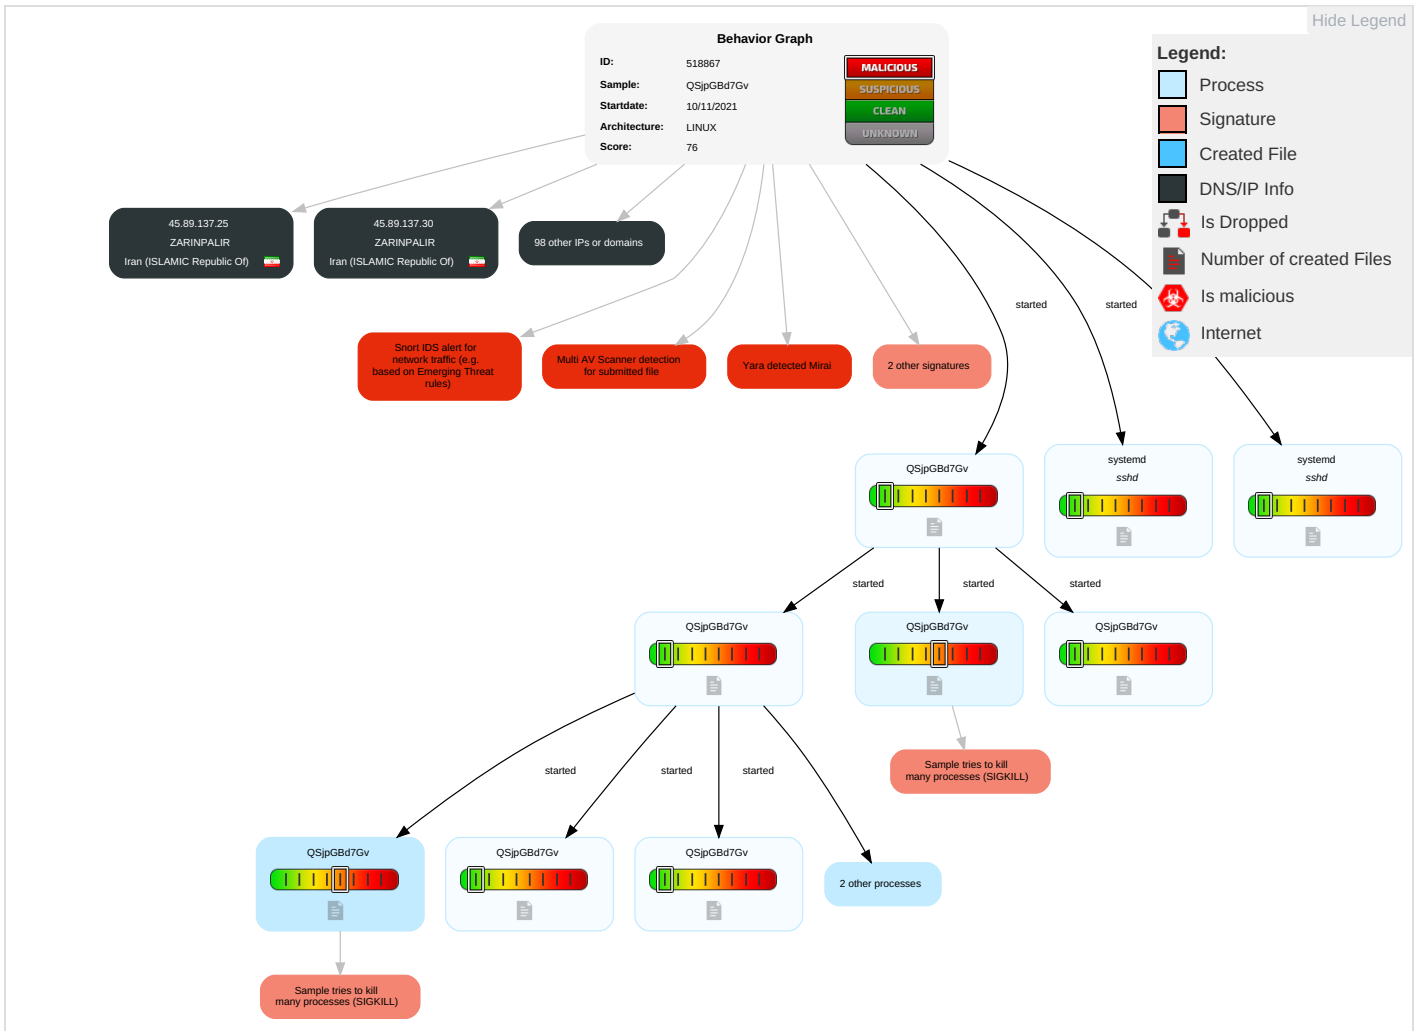 Hide Legend
Behavior Graph
ID: 518867
Sample: QSjpGBd7Gv
Startdate: 10/11/2021
Architecture: LINUX
Score: 76
MALICIOUS
SUSPICIOUS
CLEAN
UNKNOWN
Legend:
Process
Signature
Created File
DNS/IP Info
Is Dropped
Number of created Files
Is malicious
Internet
45.89.137.25
ZARINPALIR
Iran (ISLAMIC Republic Of)
45.89.137.30
ZARINPALIR
Iran (ISLAMIC Republic Of)
98 other IPs or domains
started
started
Snort IDS alert for
network traffic (e.g.
based on Emerging Threat
rules)
Multi AV Scanner detection
for submitted file
Yara detected Mirai
2 other signatures
QSjpGBd7Gv
systemd
sshd
systemd
sshd
started
started
started
QSjpGBd7Gv
QSjpGBd7Gv
QSjpGBd7Gv
started
started
started
Sample tries to kill
many processes (SIGKILL)
QSjpGBd7Gv
QSjpGBd7Gv
QSjpGBd7Gv
2 other processes
Sample tries to kill
many processes (SIGKILL)